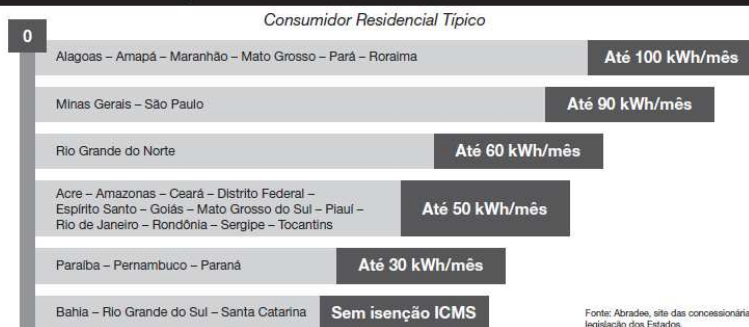 Consumidor Residencial Típico
0
Alagoas – Amapá – Maranhão – Mato Grosso – Pará – Roraima
Até 100 kWh/mês
Minas Gerais – São Paulo
Até 90 kWh/mês
Rio Grande do Norte
Até 60 kWh/mês
Acre – Amazonas – Ceará – Distrito Federal –
Espírito Santo – Goiás – Mato Grosso do Sul – Piauí –
Rio de Janeiro – Rondônia – Sergipe – Tocantins
Até 50 kWh/mês
Paraíba – Pernambuco – Paraná
Até 30 kWh/mês
Bahia – Rio Grande do Sul – Santa Catarina
Sem isenção ICMS
Fonte: Abradee, site das concessionária
legislação dos Estados.